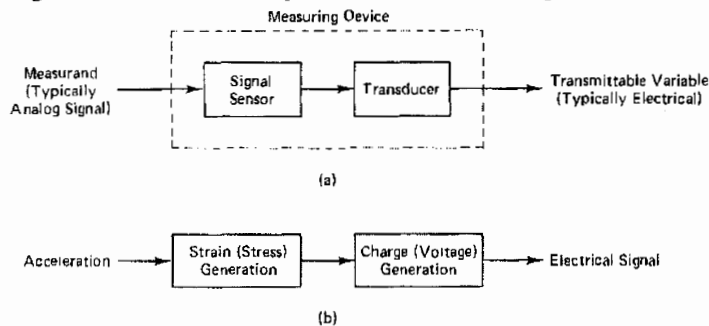 Measuring Device
Measurand
(Typically
Analog Signal)
Signal
Sensor
Transducer
Transmittable Variable
(Typically Electrical)
(a)
Acceleration
Strain (Stress)
Generation
Charge (Voltage)
Generation
Electrical Signal
(b)